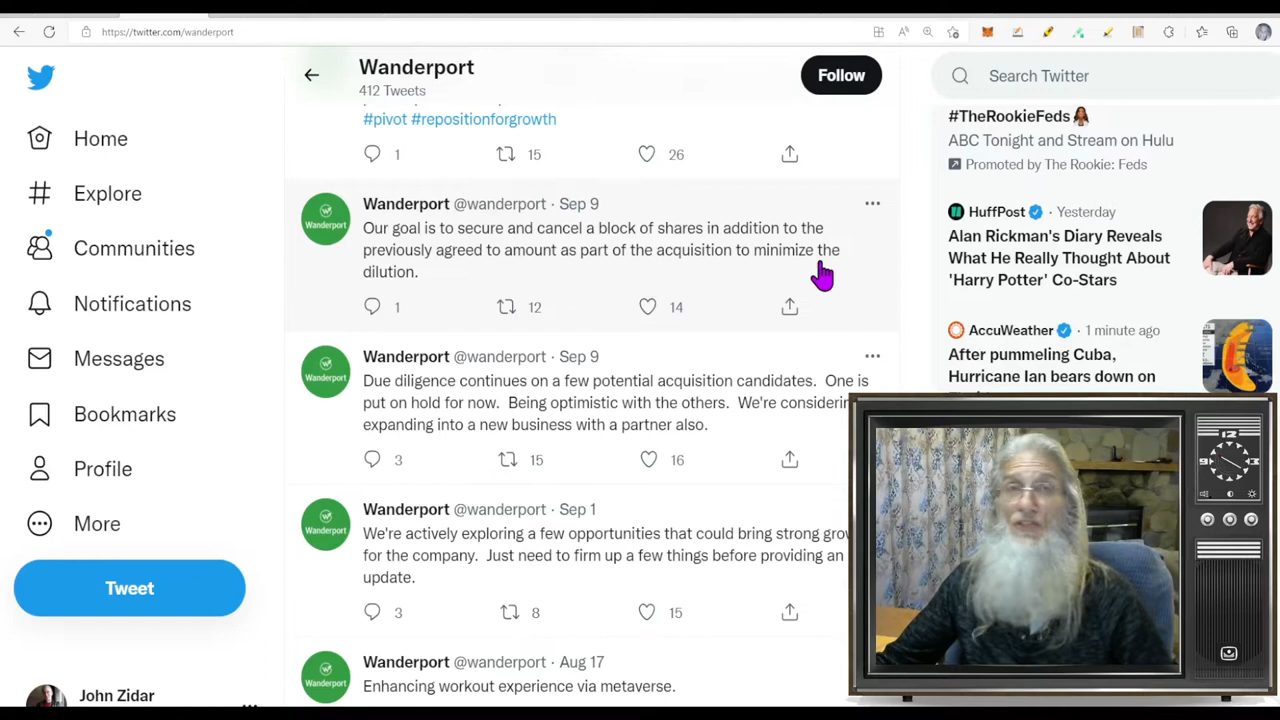 https://twitter.com/wanderport
Wanderport
412 Tweets
Follow
Search Twitter
Home
Explore
Communities
Notifications
Messages
Bookmarks
Profile
More
Tweet
John Zidar
#pivot #repositionforgrowth
1 15 26
Wanderport @wanderport · Sep 9
Our goal is to secure and cancel a block of shares in addition to the
previously agreed to amount as part of the acquisition to minimize the
dilution.
1 12 14
Wanderport @wanderport · Sep 9
Due diligence continues on a few potential acquisition candidates. One is
put on hold for now. Being optimistic with the others. We're considerin
expanding into a new business with a partner also.
3 15 16
Wanderport @wanderport · Sep 1
We're actively exploring a few opportunities that could bring strong gro
for the company. Just need to firm up a few things before providing an
update.
3 8 15
Wanderport @wanderport · Aug 17
Enhancing workout experience via metaverse.
Wanderport
Wanderport
Wanderport
Wanderport
#TheRookieFeds
ABC Tonight and Stream on Hulu
Promoted by The Rookie: Feds
HuffPost · Yesterday
Alan Rickman's Diary Reveals
What He Really Thought About
'Harry Potter' Co-Stars
AccuWeather · 1 minute ago
After pummeling Cuba,
Hurricane Ian bears down on
12
3
9